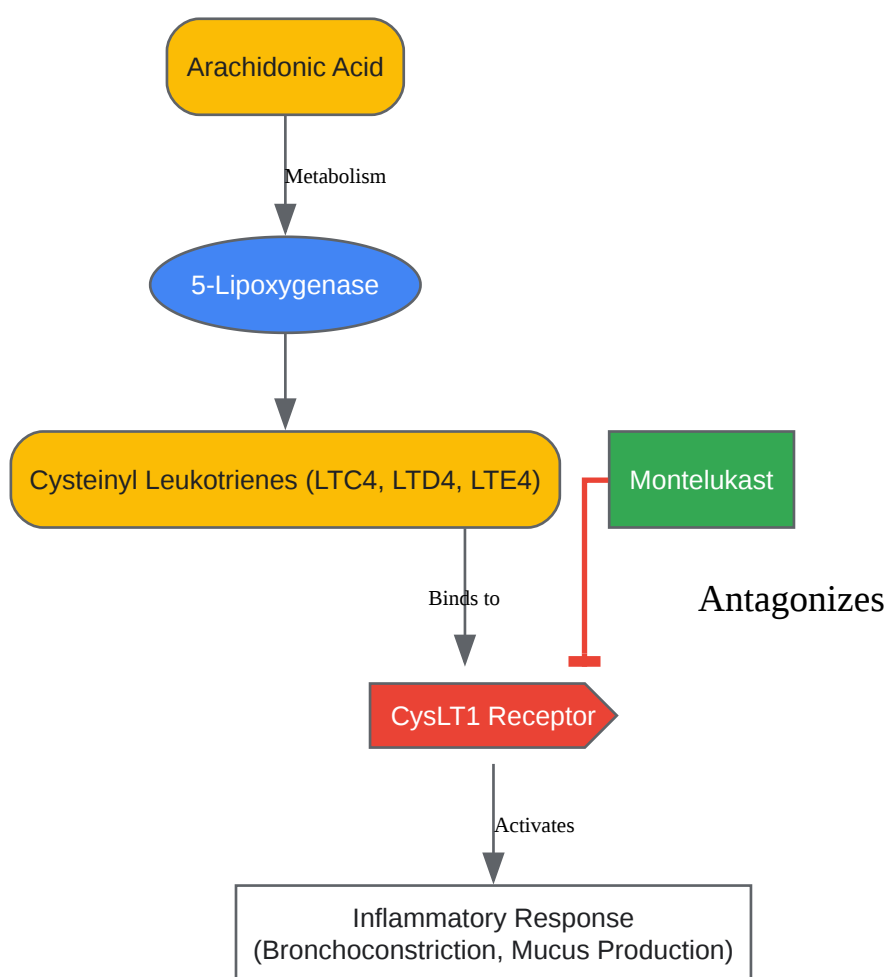 Arachidonic Acid
Metabolism
5-Lipoxygenase
Cysteinyl Leukotrienes (LTC4, LTD4, LTE4)
Montelukast
Binds to
Antagonizes
CysLT1 Receptor
Activates
Inflammatory Response
(Bronchoconstriction, Mucus Production)